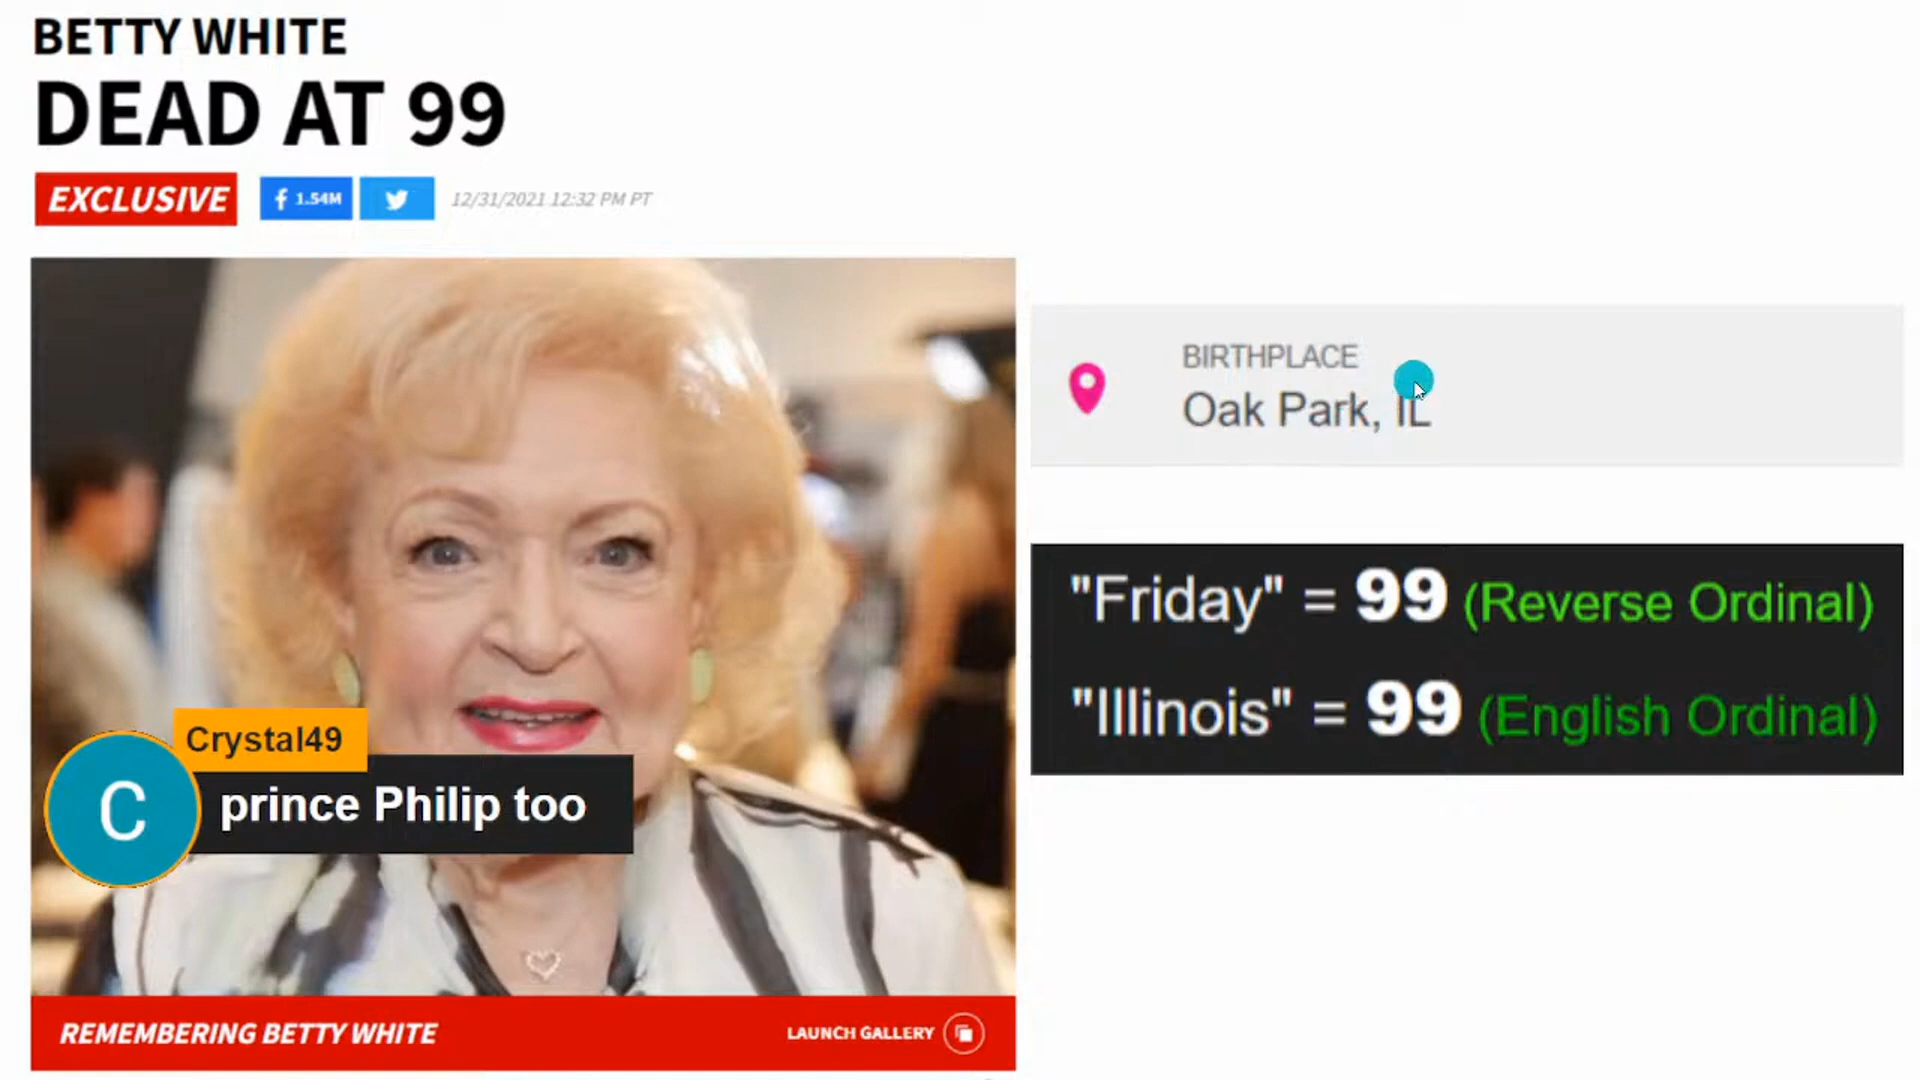 BETTY WHITE
DEAD AT 99
EXCLUSIVE
1.54M
12/31/2021 12:32 PM PT
BIRTHPLACE
Oak Park, IL
"Friday" = 99 (Reverse Ordinal)
"Illinois" = 99 (English Ordinal)
Crystal49
C
prince Philip too
REMEMBERING BETTY WHITE
LAUNCH GALLERY